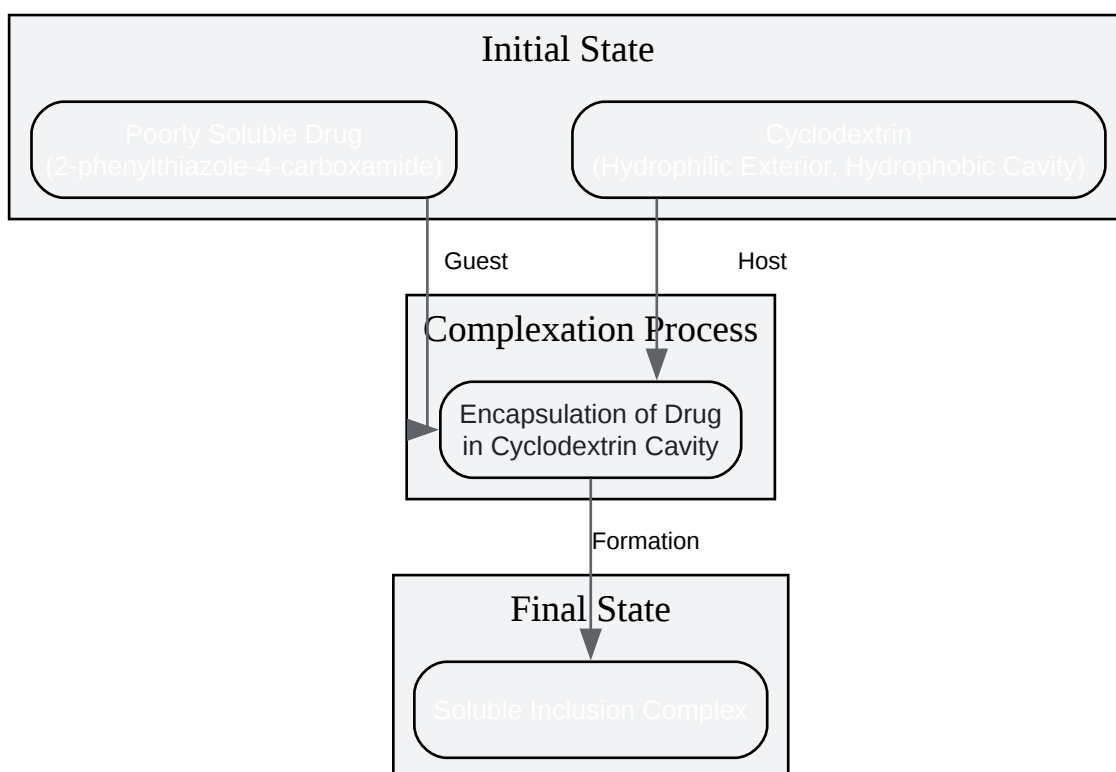 Initial State
Poorly Soluble Drug
(2-phenylthiazole-4-carboxamide)
Cyclodextrin
(Hydrophilic Exterior, Hydrophobic Cavity)
Guest
Host
Complexation Process
Encapsulation of Drug
in Cyclodextrin Cavity
Formation
Final State
Soluble Inclusion Complex